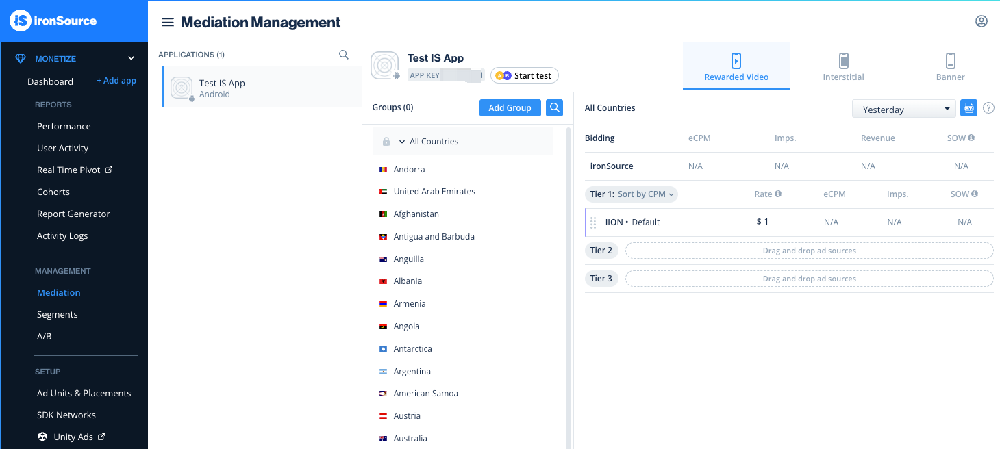 ironSource
Mediation Management
MONETIZE
Dashboard
+ Add app
REPORTS
Performance
User Activity
Real Time Pivot
Cohorts
Report Generator
Activity Logs
MANAGEMENT
Mediation
Segments
A/B
SETUP
Ad Units & Placements
SDK Networks
Unity Ads
APPLICATIONS (1)
Test IS App
Android
Test IS App
APP KEY:
A B Start test
Rewarded Video
Interstitial
Banner
Groups (0)
Add Group
All Countries
Andorra
United Arab Emirates
Afghanistan
Antigua and Barbuda
Anguilla
Albania
Armenia
Angola
Antarctica
Argentina
American Samoa
Austria
Australia
All Countries
Yesterday
CSV
?
Bidding eCPM Imps. Revenue SOW
ironSource N/A N/A N/A N/A
Tier 1: Sort by CPM Rate eCPM Imps. SOW
IION • Default $ 1 N/A N/A N/A
Tier 2 Drag and drop ad sources
Tier 3 Drag and drop ad sources